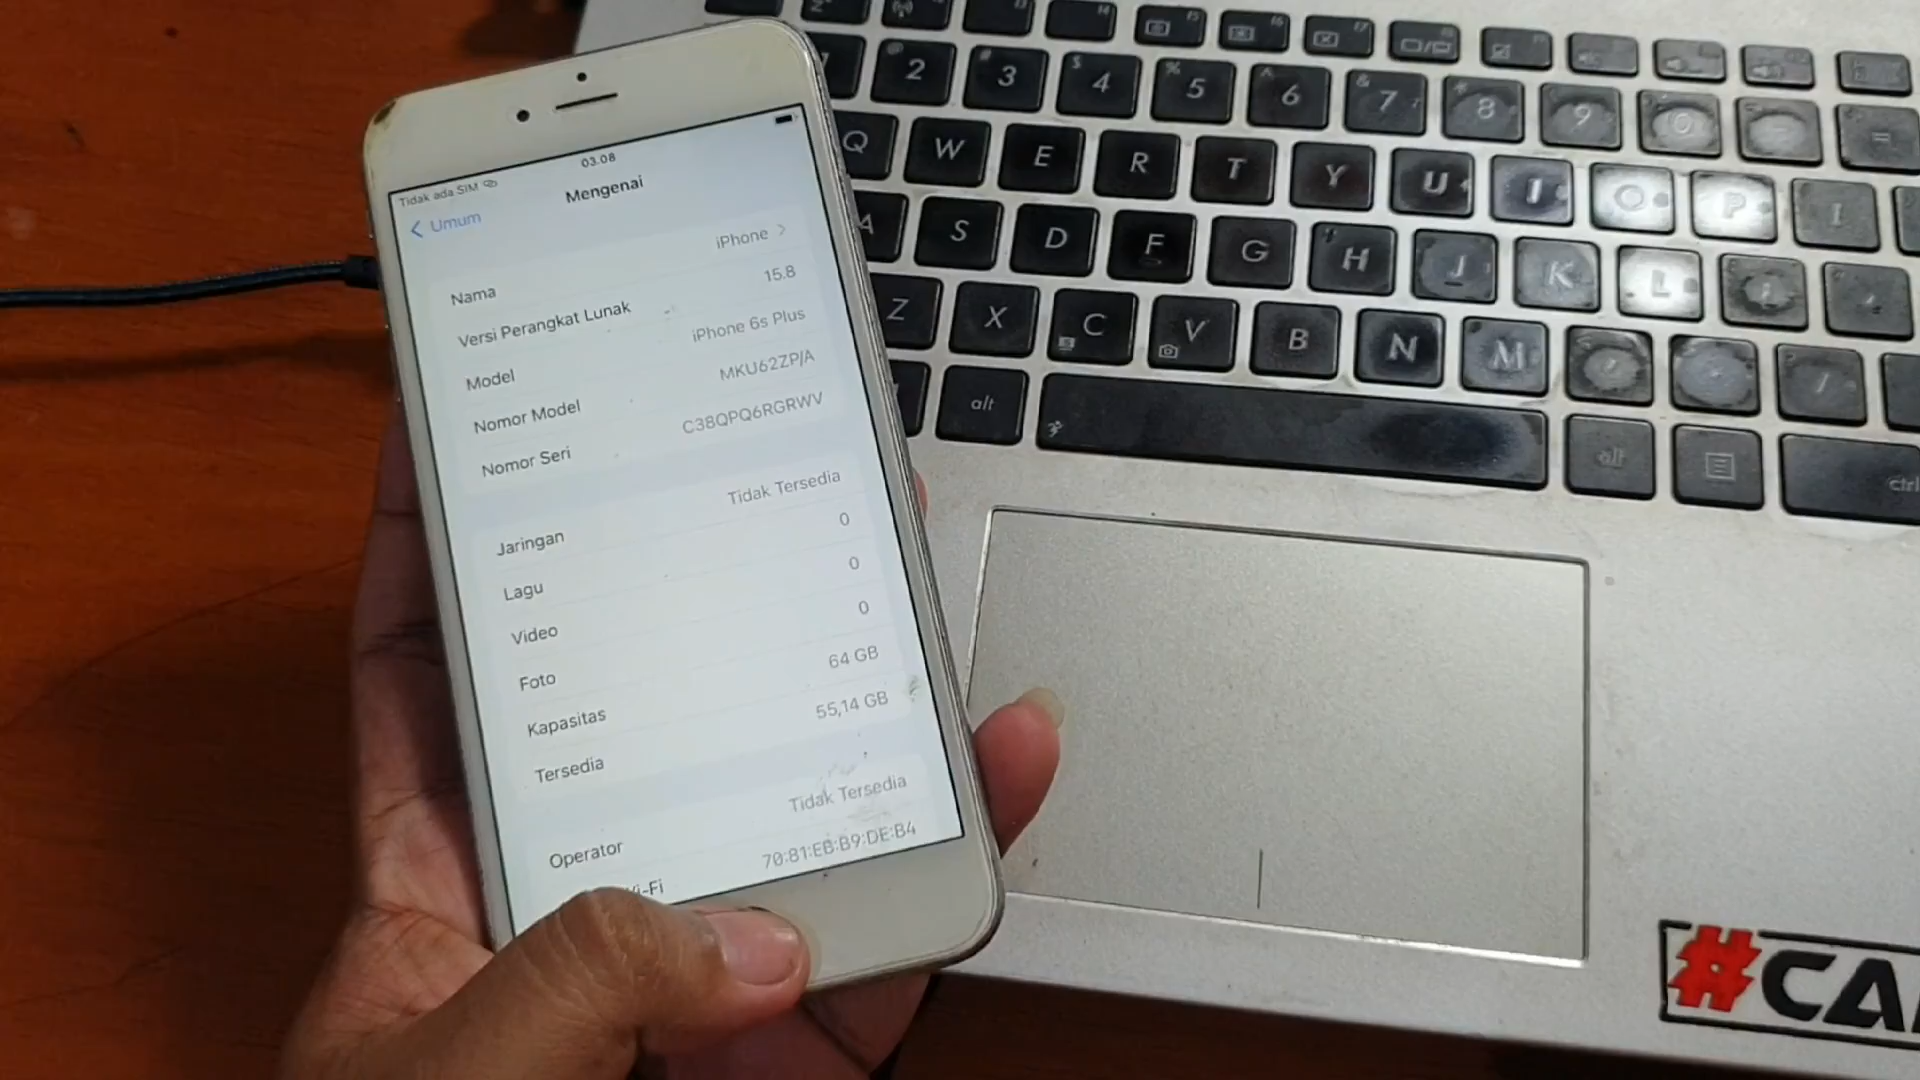 Tidak ada SIM
03.08
Umum
Mengenai
Nama iPhone
Versi Perangkat Lunak 15.8
Model iPhone 6s Plus
Nomor Model MKU62ZP/A
Nomor Seri C38QPQ6RGRWV
Jaringan Tidak Tersedia
Lagu 0
Video 0
Foto 0
Kapasitas 64 GB
Tersedia 55,14 GB
Operator Tidak Tersedia
Wi-Fi 70:81:EB:B9:DE:B4
@ 2 # 3 $ 4 % 5 ^ 6 & 7 * 8 9 0 - =
Q W E R T Y U I O P [
A S D F G H J K L ;
Z X C V B N M
alt alt ctrl
#CA